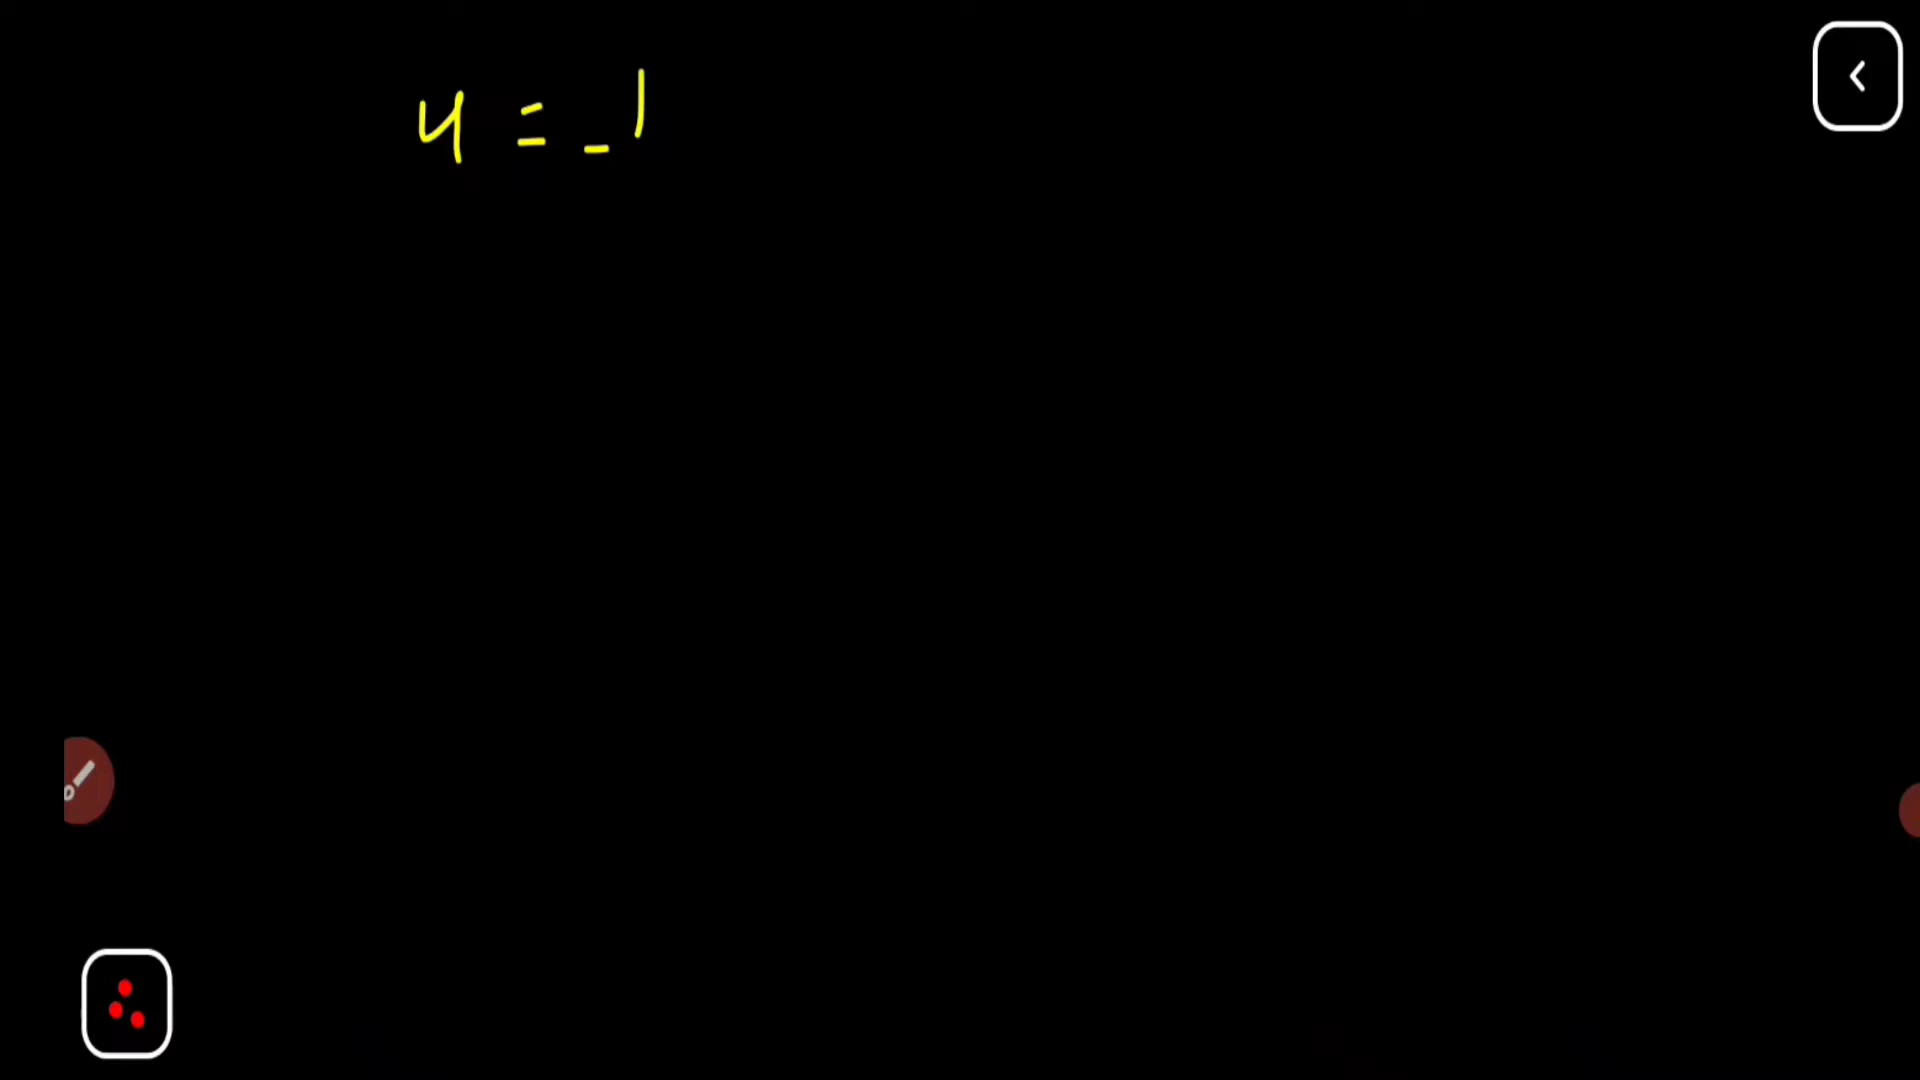 u = -1